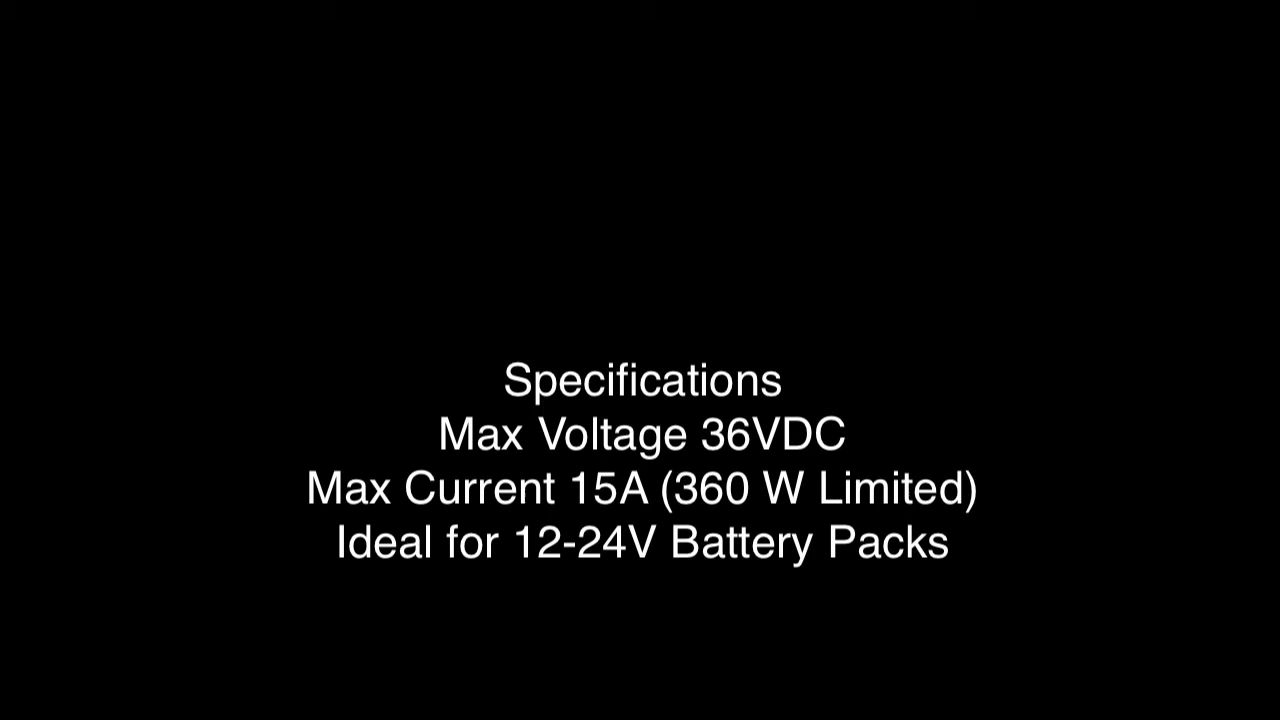 Specifications
Max Voltage 36VDC
Max Current 15A (360 W Limited)
Ideal for 12-24V Battery Packs